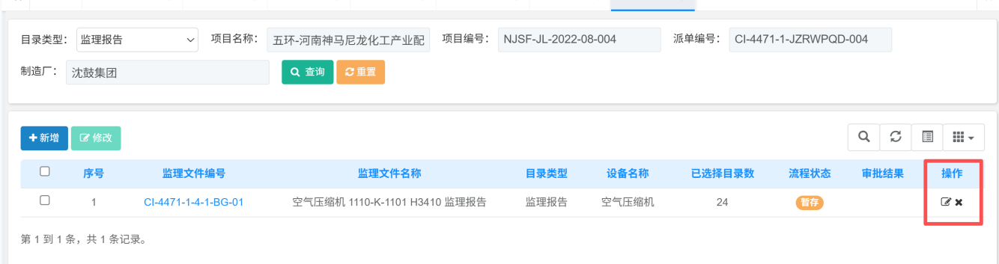 目录类型： 监理报告 项目名称： 五环-河南神马尼龙化工产业配 项目编号： NJSF-JL-2022-08-004 派单编号： CI-4471-1-JZRWPQD-004
制造厂： 沈鼓集团 查询 重置
新增 修改
序号 监理文件编号 监理文件名称 目录类型 设备名称 已选择目录数 流程状态 审批结果 操作
1 CI-4471-1-4-1-BG-01 空气压缩机 1110-K-1101 H3410 监理报告 监理报告 空气压缩机 24 暂存
第 1 到 1 条，共 1 条记录。